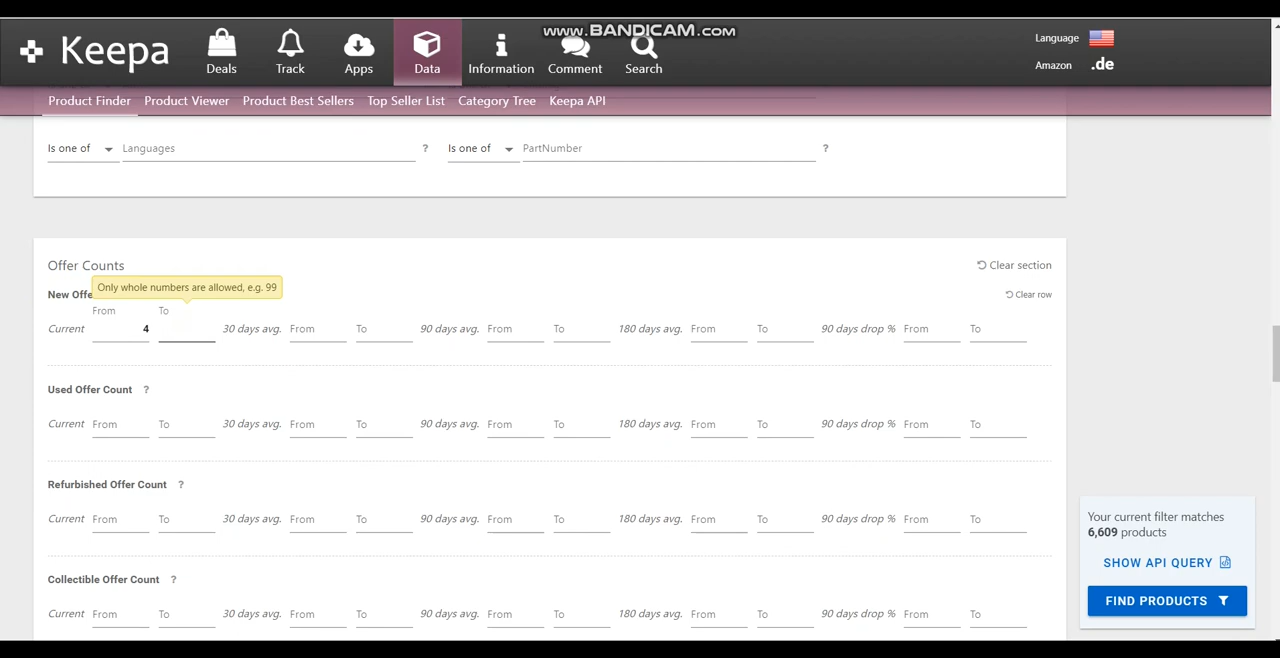 www.BANDICAM.com
Keepa
Deals
Track
Apps
Data
Information
Comment
Search
Language
Amazon .de
Product Finder Product Viewer Product Best Sellers Top Seller List Category Tree Keepa API
Is one of Languages ? Is one of PartNumber ?
Offer Counts Clear section
Only whole numbers are allowed, e.g. 99
New Offe Clear row
From To
Current 4 30 days avg. From To 90 days avg. From To 180 days avg. From To 90 days drop % From To
Used Offer Count ?
Current From To 30 days avg. From To 90 days avg. From To 180 days avg. From To 90 days drop % From To
Refurbished Offer Count ?
Current From To 30 days avg. From To 90 days avg. From To 180 days avg. From To 90 days drop % From To
Collectible Offer Count ?
Current From To 30 days avg. From To 90 days avg. From To 180 days avg. From To 90 days drop % From To
Your current filter matches
6,609 products
SHOW API QUERY
FIND PRODUCTS